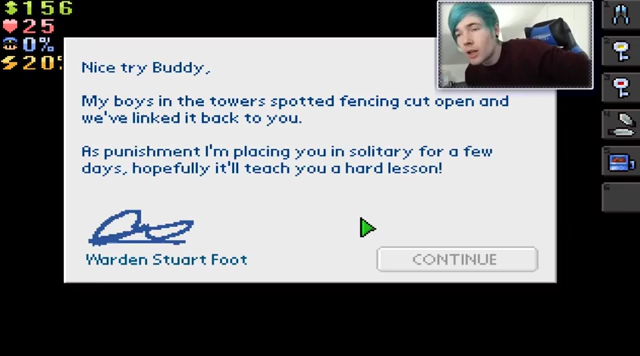 $156
25
0%
20
Nice try Buddy,
My boys in the towers spotted fencing cut open and
we've linked it back to you.
As punishment I'm placing you in solitary for a few
days, hopefully it'll teach you a hard lesson!
Warden Stuart Foot
CONTINUE